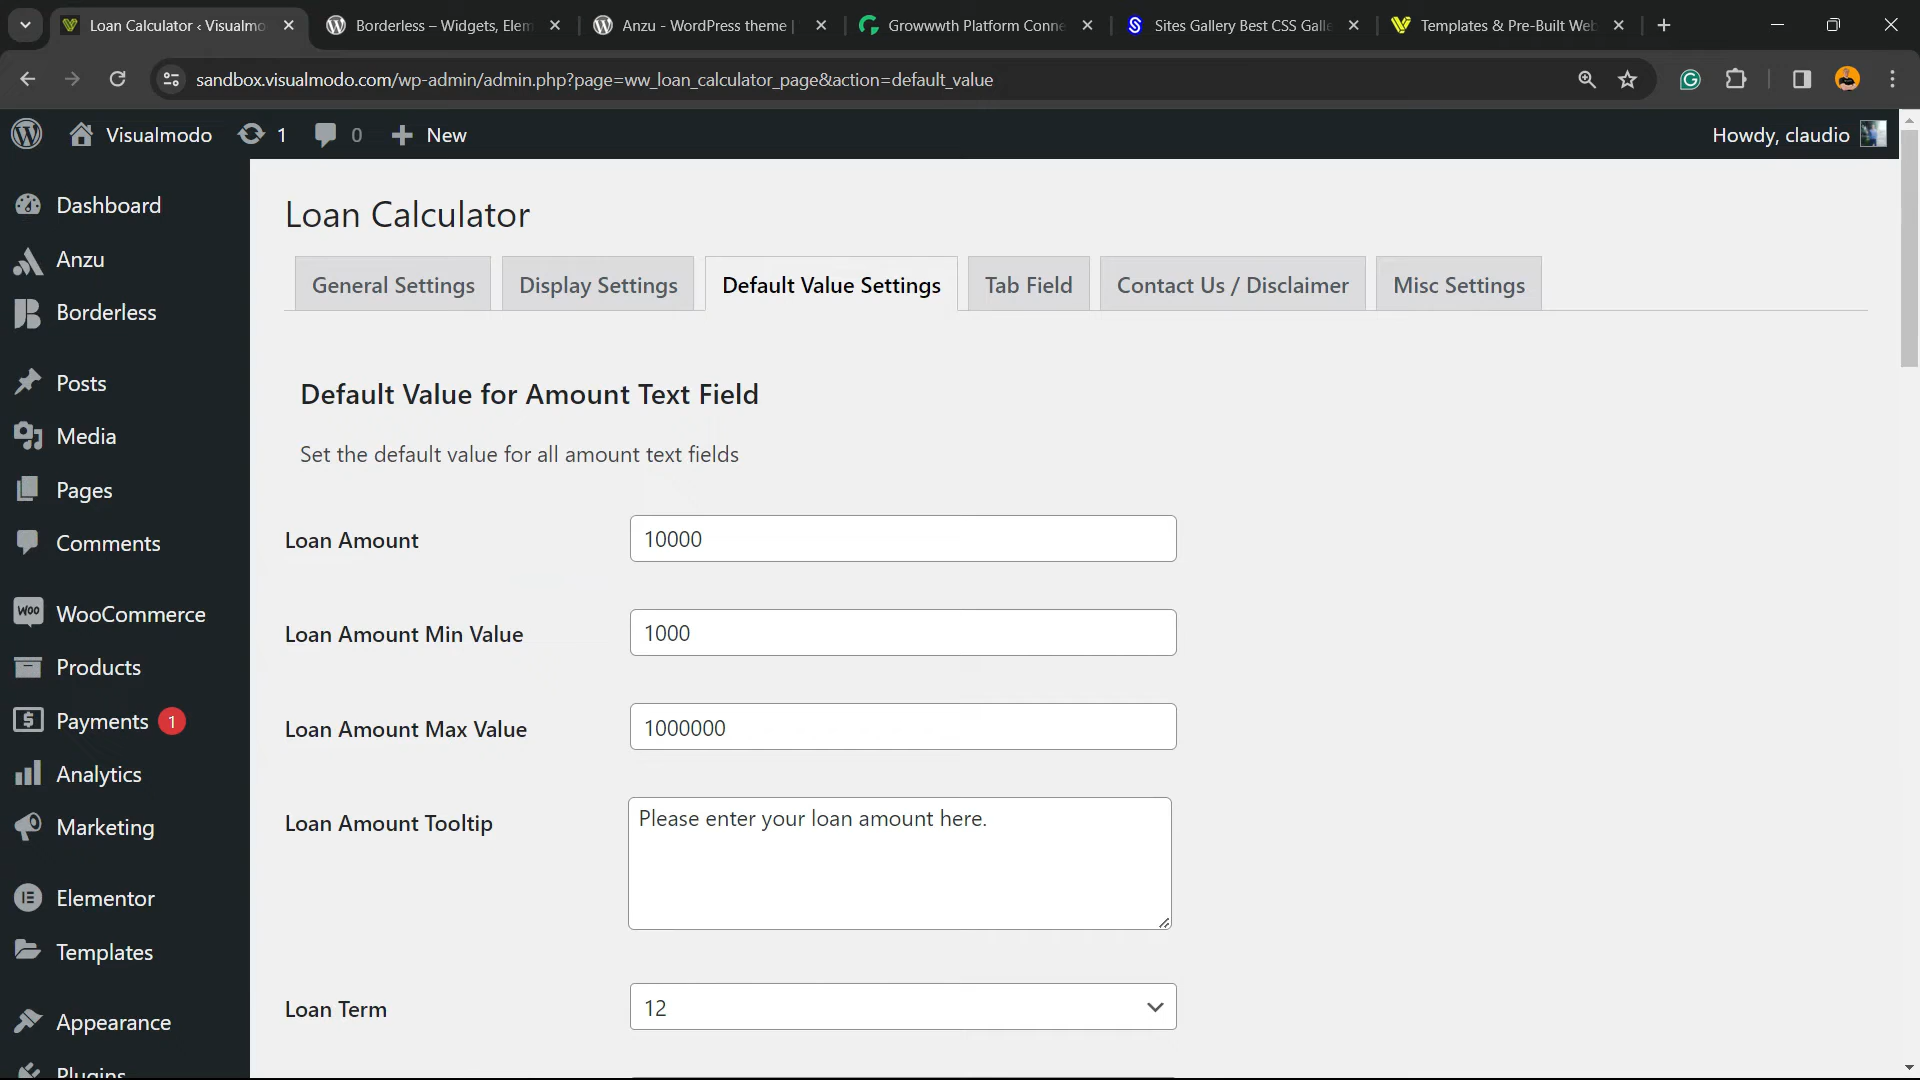 Loan Calculator ‹ Visualmo
Borderless – Widgets, Elem
Anzu - WordPress theme |
Growwwth Platform Conne
Sites Gallery Best CSS Galle
Templates & Pre-Built Web
sandbox.visualmodo.com/wp-admin/admin.php?page=ww_loan_calculator_page&action=default_value
Visualmodo
1
0
New
Howdy, claudio
Dashboard
Anzu
Borderless
Posts
Media
Pages
Comments
WOO
WooCommerce
Products
Payments 1
Analytics
Marketing
Elementor
Templates
Appearance
Plugins
Loan Calculator
General Settings
Display Settings
Default Value Settings
Tab Field
Contact Us / Disclaimer
Misc Settings
Default Value for Amount Text Field
Set the default value for all amount text fields
Loan Amount
10000
Loan Amount Min Value
1000
Loan Amount Max Value
1000000
Loan Amount Tooltip
Please enter your loan amount here.
Loan Term
12